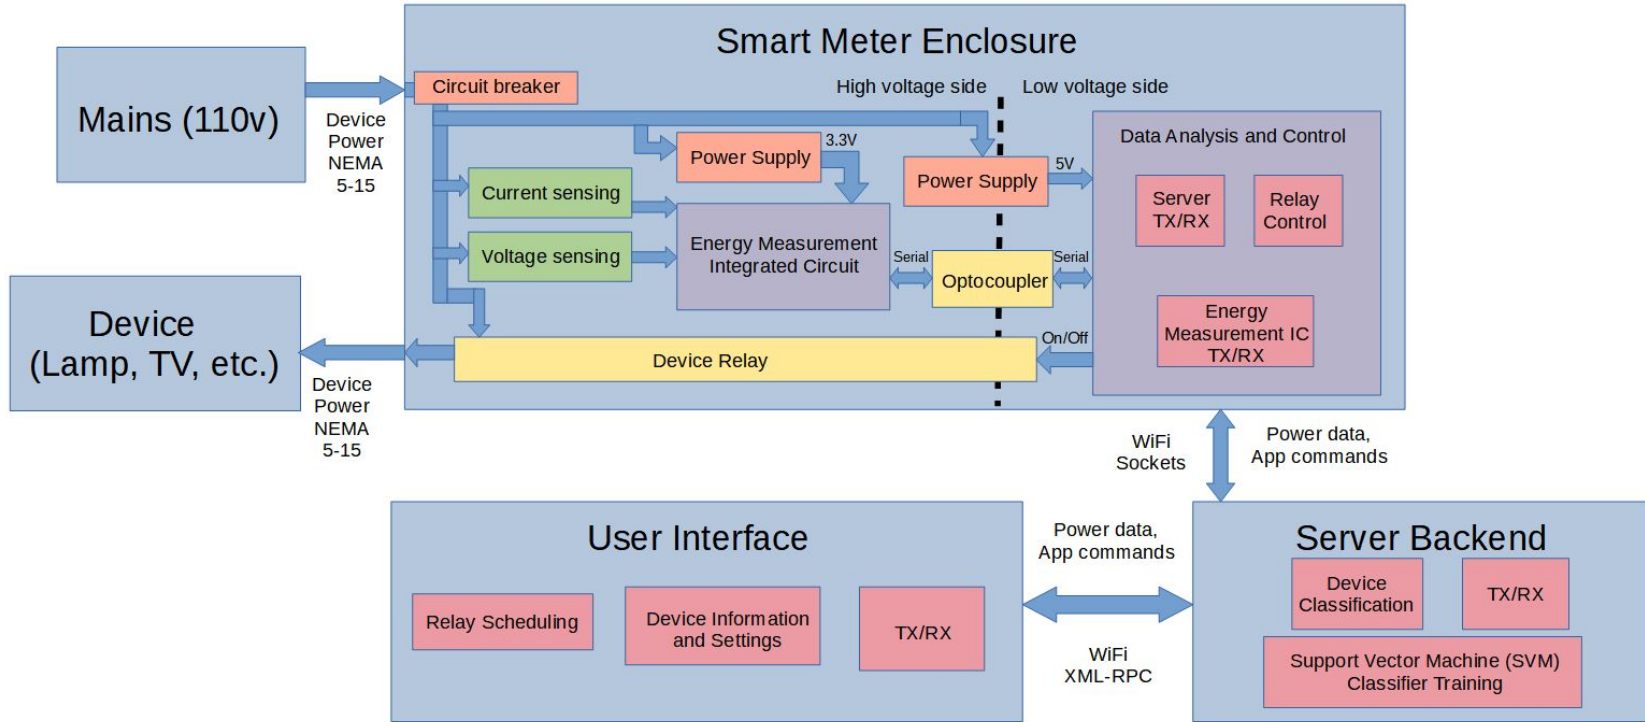 Smart Meter Enclosure
Mains (110v)
Device
Power
NEMA
5-15
Circuit breaker
High voltage side
Low voltage side
Power Supply
3.3V
Current sensing
Voltage sensing
Energy Measurement
Integrated Circuit
Power Supply
5V
Serial
Optocoupler
Serial
Data Analysis and Control
Server
TX/RX
Relay
Control
Energy
Measurement IC
TX/RX
Device Relay
On/Off
Device
(Lamp, TV, etc.)
Device
Power
NEMA
5-15
WiFi
Sockets
Power data,
App commands
User Interface
Relay Scheduling
Device Information
and Settings
TX/RX
Power data,
App commands
WiFi
XML-RPC
Server Backend
Device
Classification
TX/RX
Support Vector Machine (SVM)
Classifier Training